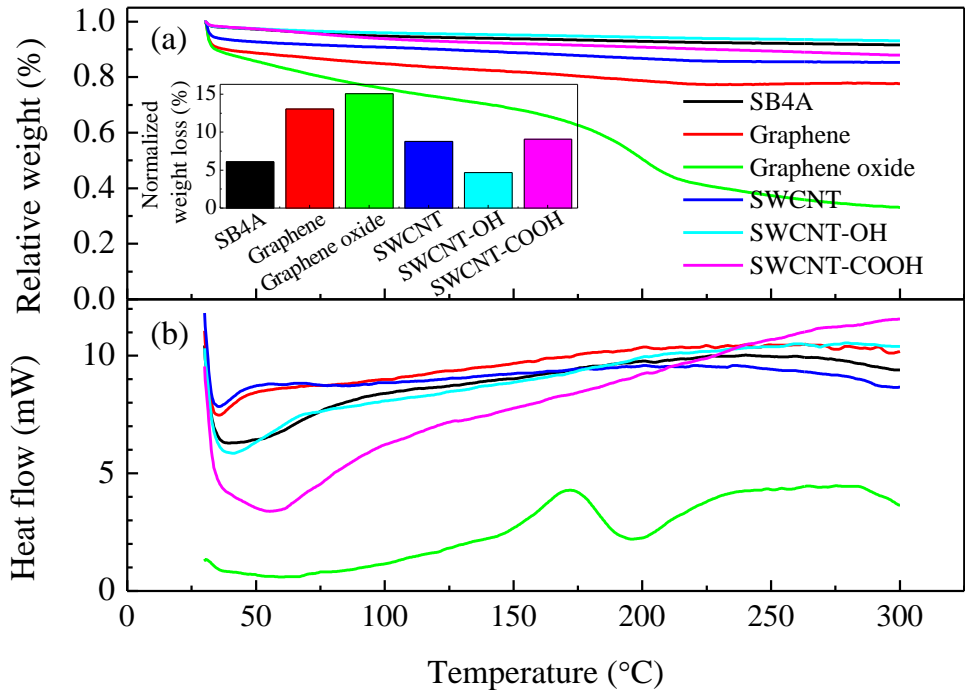 1.0
0.8
0.6
0.4
0.2
0.0
Relative weight (%)
(a)
15
10
5
0
Normalized
weight loss (%)
SB4A
Graphene
Graphene oxide
SWCNT
SWCNT-OH
SWCNT-COOH
SB4A
Graphene
Graphene oxide
SWCNT
SWCNT-OH
SWCNT-COOH
(b)
10
5
0
Heat flow (mW)
0 50 100 150 200 250 300
Temperature (°C)